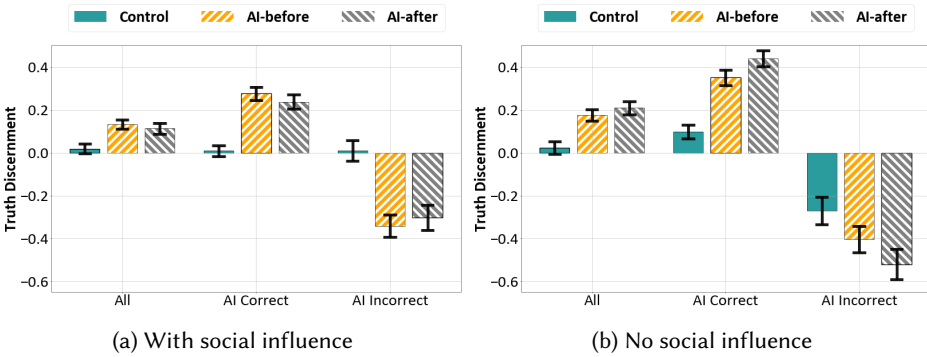 Control AI-before AI-after
Truth Discernment
0.4
0.2
0.0
−0.2
−0.4
−0.6
All AI Correct AI Incorrect
(a) With social influence
Control AI-before AI-after
Truth Discernment
0.4
0.2
0.0
−0.2
−0.4
−0.6
All AI Correct AI Incorrect
(b) No social influence